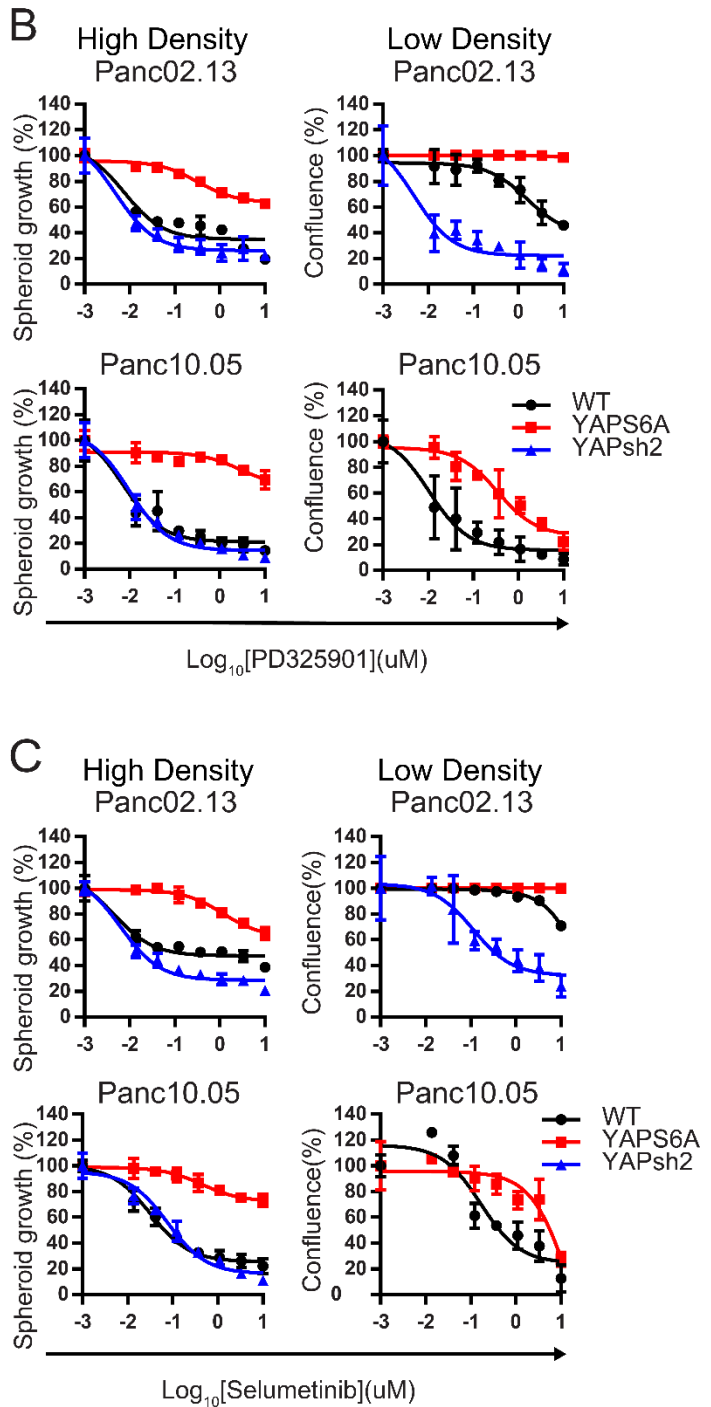 B
High Density
Low Density
Panc02.13
Panc02.13
Spheroid growth (%)
140
120
100
80
60
40
20
0
-3 -2 -1 0 1
Confluence (%)
140
120
100
80
60
40
20
0
-3 -2 -1 0 1
Panc10.05
Panc10.05
Spheroid growth (%)
140
120
100
80
60
40
20
0
-3 -2 -1 0 1
Confluence (%)
140
120
100
80
60
40
20
0
-3 -2 -1 0 1
WT
YAPS6A
YAPsh2
Log10[PD325901](uM)
C
High Density
Low Density
Panc02.13
Panc02.13
Spheroid growth (%)
140
120
100
80
60
40
20
0
-3 -2 -1 0 1
Confluence(%)
140
120
100
80
60
40
20
0
-3 -2 -1 0 1
Panc10.05
Panc10.05
Spheroid growth (%)
140
120
100
80
60
40
20
0
-3 -2 -1 0 1
Confluence(%)
140
120
100
80
60
40
20
0
-3 -2 -1 0 1
WT
YAPS6A
YAPsh2
Log10[Selumetinib](uM)